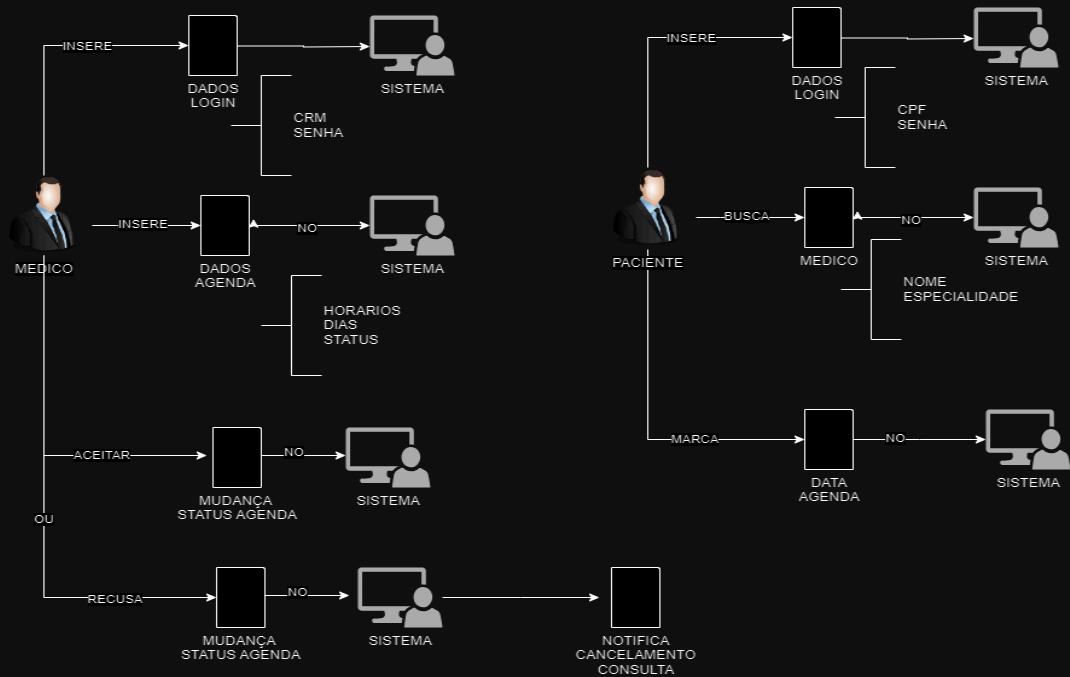 INSERE
DADOS
LOGIN
SISTEMA
CRM
SENHA
MEDICO
INSERE
DADOS
AGENDA
NO
SISTEMA
HORARIOS
DIAS
STATUS
ACEITAR
MUDANÇA
STATUS AGENDA
NO
SISTEMA
OU
RECUSA
MUDANÇA
STATUS AGENDA
NO
SISTEMA
NOTIFICA
CANCELAMENTO
CONSULTA
INSERE
DADOS
LOGIN
SISTEMA
CPF
SENHA
PACIENTE
BUSCA
MEDICO
NO
SISTEMA
NOME
ESPECIALIDADE
MARCA
DATA
AGENDA
NO
SISTEMA